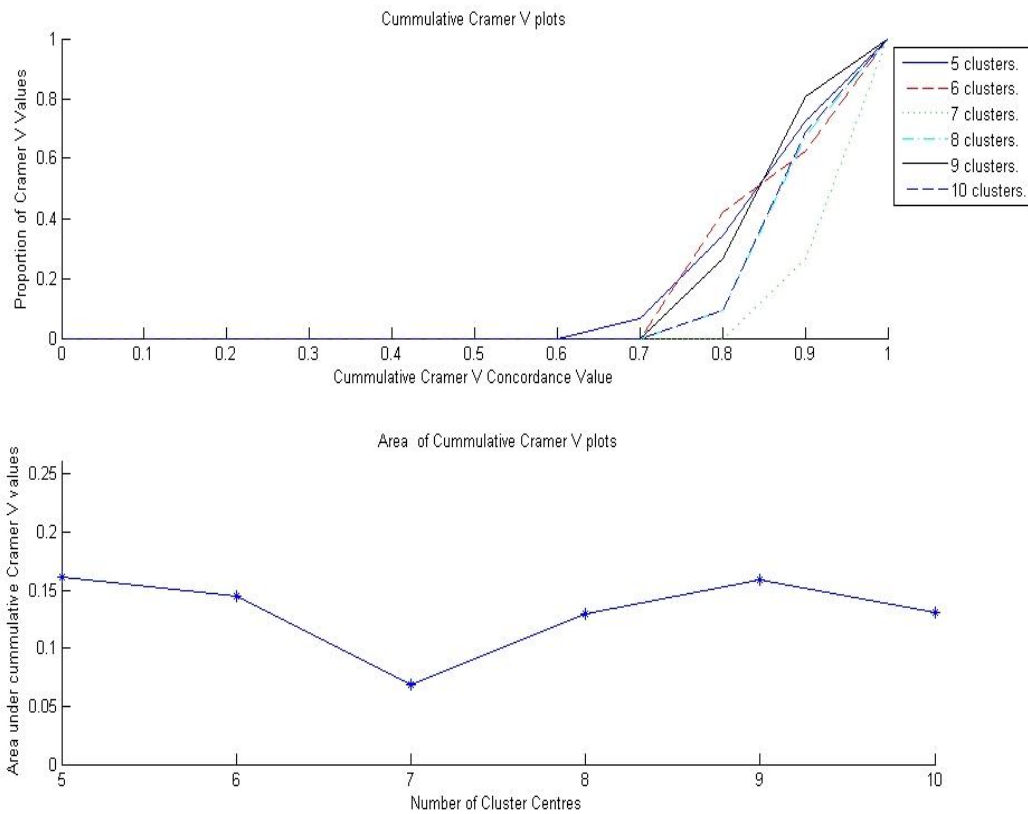 Cummulative Cramer V plots
Proportion of Cramer V Values
1
0.8
0.6
0.4
0.2
0
0 0.1 0.2 0.3 0.4 0.5 0.6 0.7 0.8 0.9 1
Cummulative Cramer V Concordance Value
5 clusters.
6 clusters.
7 clusters.
8 clusters.
9 clusters.
10 clusters.
Area of Cummulative Cramer V plots
Area under cummulative Cramer V values
0.25
0.2
0.15
0.1
0.05
0
5 6 7 8 9 10
Number of Cluster Centres